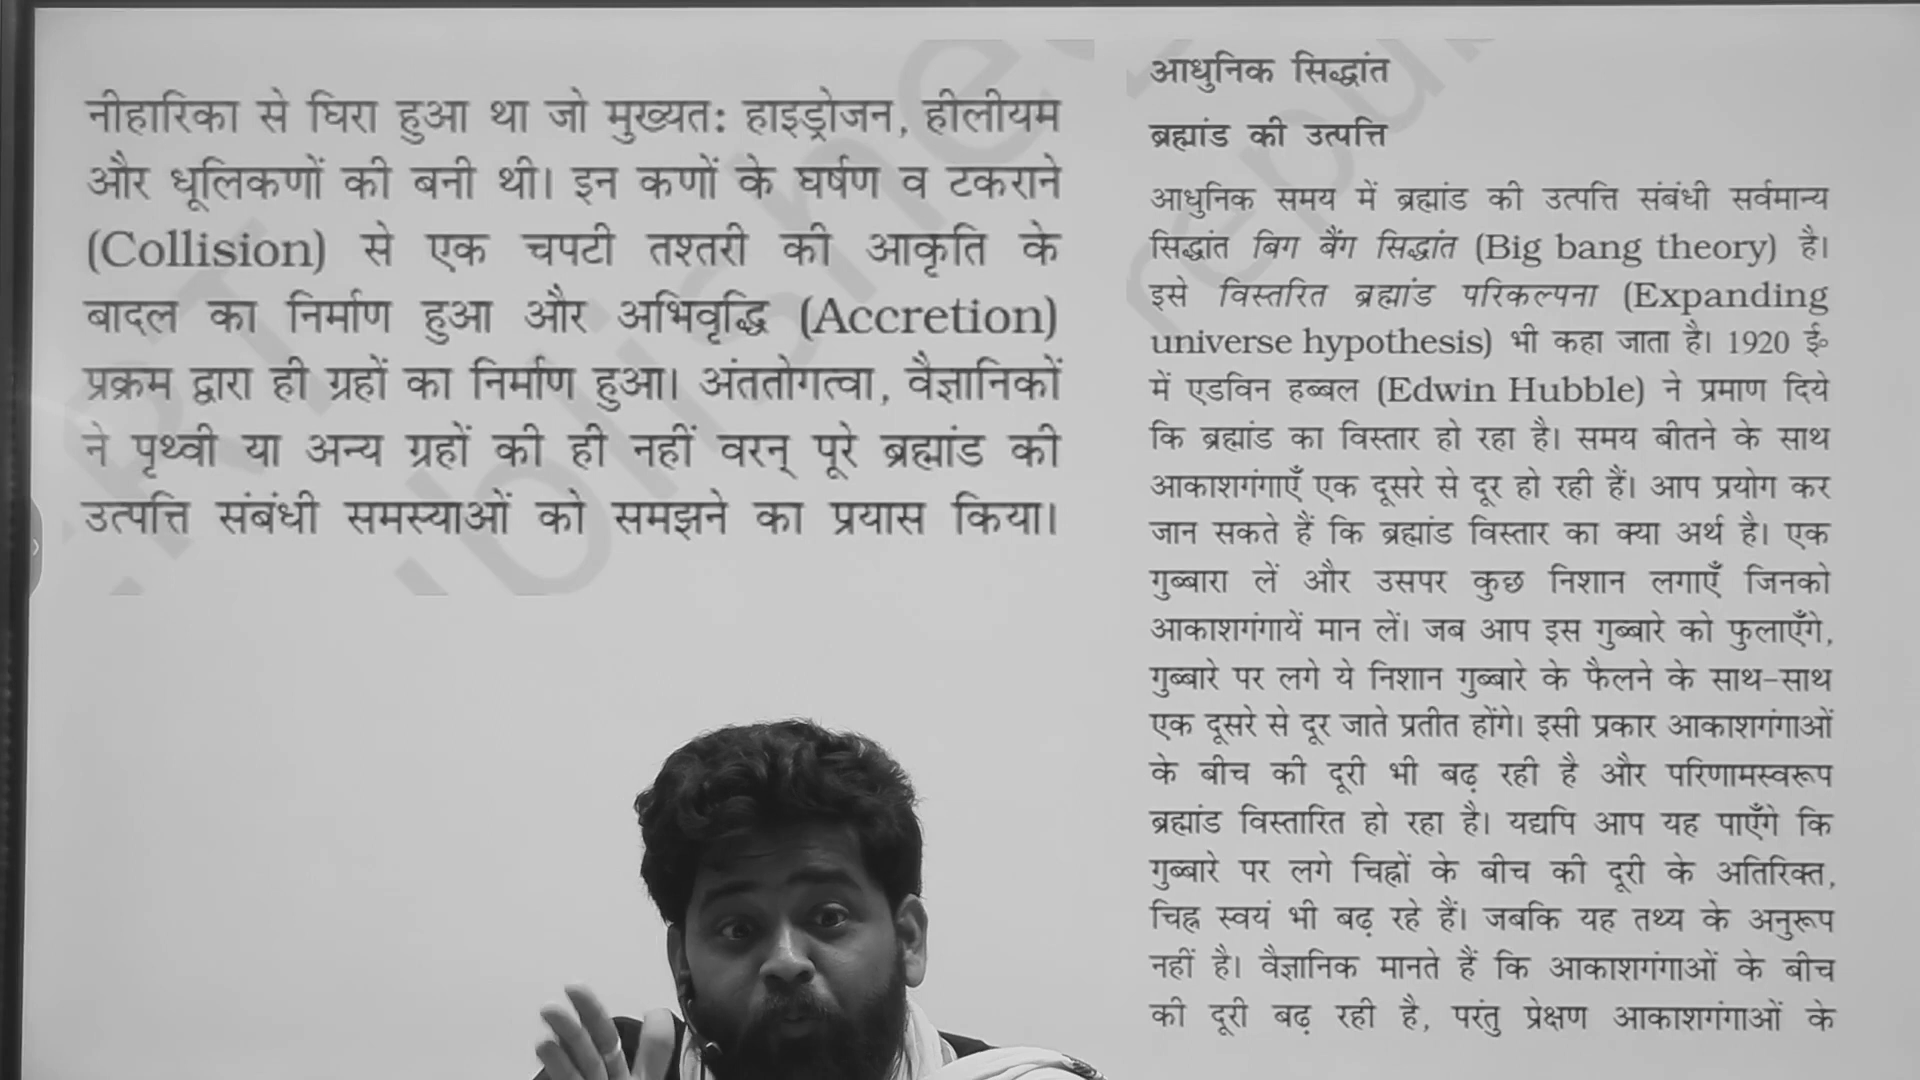 नीहारिका से घिरा हुआ था जो मुख्यतः हाइड्रोजन, हीलीयम
और धूलिकणों की बनी थी। इन कणों के घर्षण व टकराने
(Collision) से एक चपटी तश्तरी की आकृति के
बादल का निर्माण हुआ और अभिवृद्धि (Accretion)
प्रक्रम द्वारा ही ग्रहों का निर्माण हुआ। अंततोगत्वा, वैज्ञानिकों
ने पृथ्वी या अन्य ग्रहों की ही नहीं वरन् पूरे ब्रह्मांड की
उत्पत्ति संबंधी समस्याओं को समझने का प्रयास किया।
आधुनिक सिद्धांत
ब्रह्मांड की उत्पत्ति
आधुनिक समय में ब्रह्मांड की उत्पत्ति संबंधी सर्वमान्य
सिद्धांत बिग बैंग सिद्धांत (Big bang theory) है।
इसे विस्तरित ब्रह्मांड परिकल्पना (Expanding
universe hypothesis) भी कहा जाता है। 1920 ई॰
में एडविन हब्बल (Edwin Hubble) ने प्रमाण दिये
कि ब्रह्मांड का विस्तार हो रहा है। समय बीतने के साथ
आकाशगंगाएँ एक दूसरे से दूर हो रही हैं। आप प्रयोग कर
जान सकते हैं कि ब्रह्मांड विस्तार का क्या अर्थ है। एक
गुब्बारा लें और उसपर कुछ निशान लगाएँ जिनको
आकाशगंगायें मान लें। जब आप इस गुब्बारे को फुलाएँगे,
गुब्बारे पर लगे ये निशान गुब्बारे के फैलने के साथ-साथ
एक दूसरे से दूर जाते प्रतीत होंगे। इसी प्रकार आकाशगंगाओं
के बीच की दूरी भी बढ़ रही है और परिणामस्वरूप
ब्रह्मांड विस्तारित हो रहा है। यद्यपि आप यह पाएँगे कि
गुब्बारे पर लगे चिह्नों के बीच की दूरी के अतिरिक्त,
चिह्न स्वयं भी बढ़ रहे हैं। जबकि यह तथ्य के अनुरूप
नहीं है। वैज्ञानिक मानते हैं कि आकाशगंगाओं के बीच
की दूरी बढ़ रही है, परंतु प्रेक्षण आकाशगंगाओं के